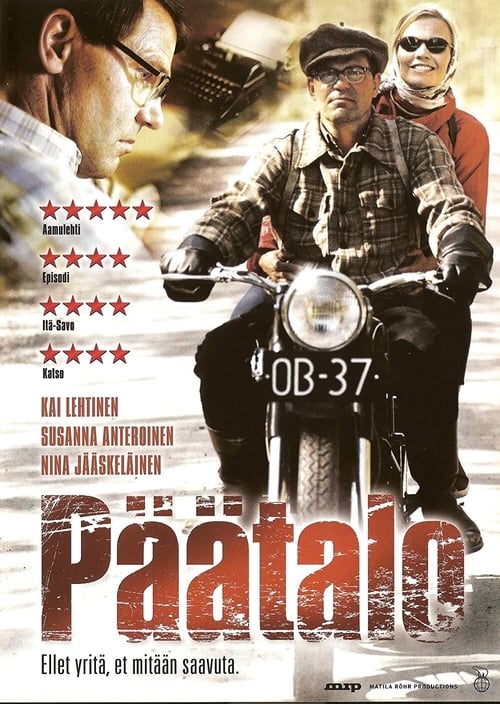 Aamulehti
Episodi
Itä-Savo
Katso
·OB-37·
KAI LEHTINEN
SUSANNA ANTEROINEN
NINA JÄÄSKELÄINEN
Päätalo
Ellet yritä, et mitään saavuta.
mrp MATILA RÖHR PRODUCTIONS